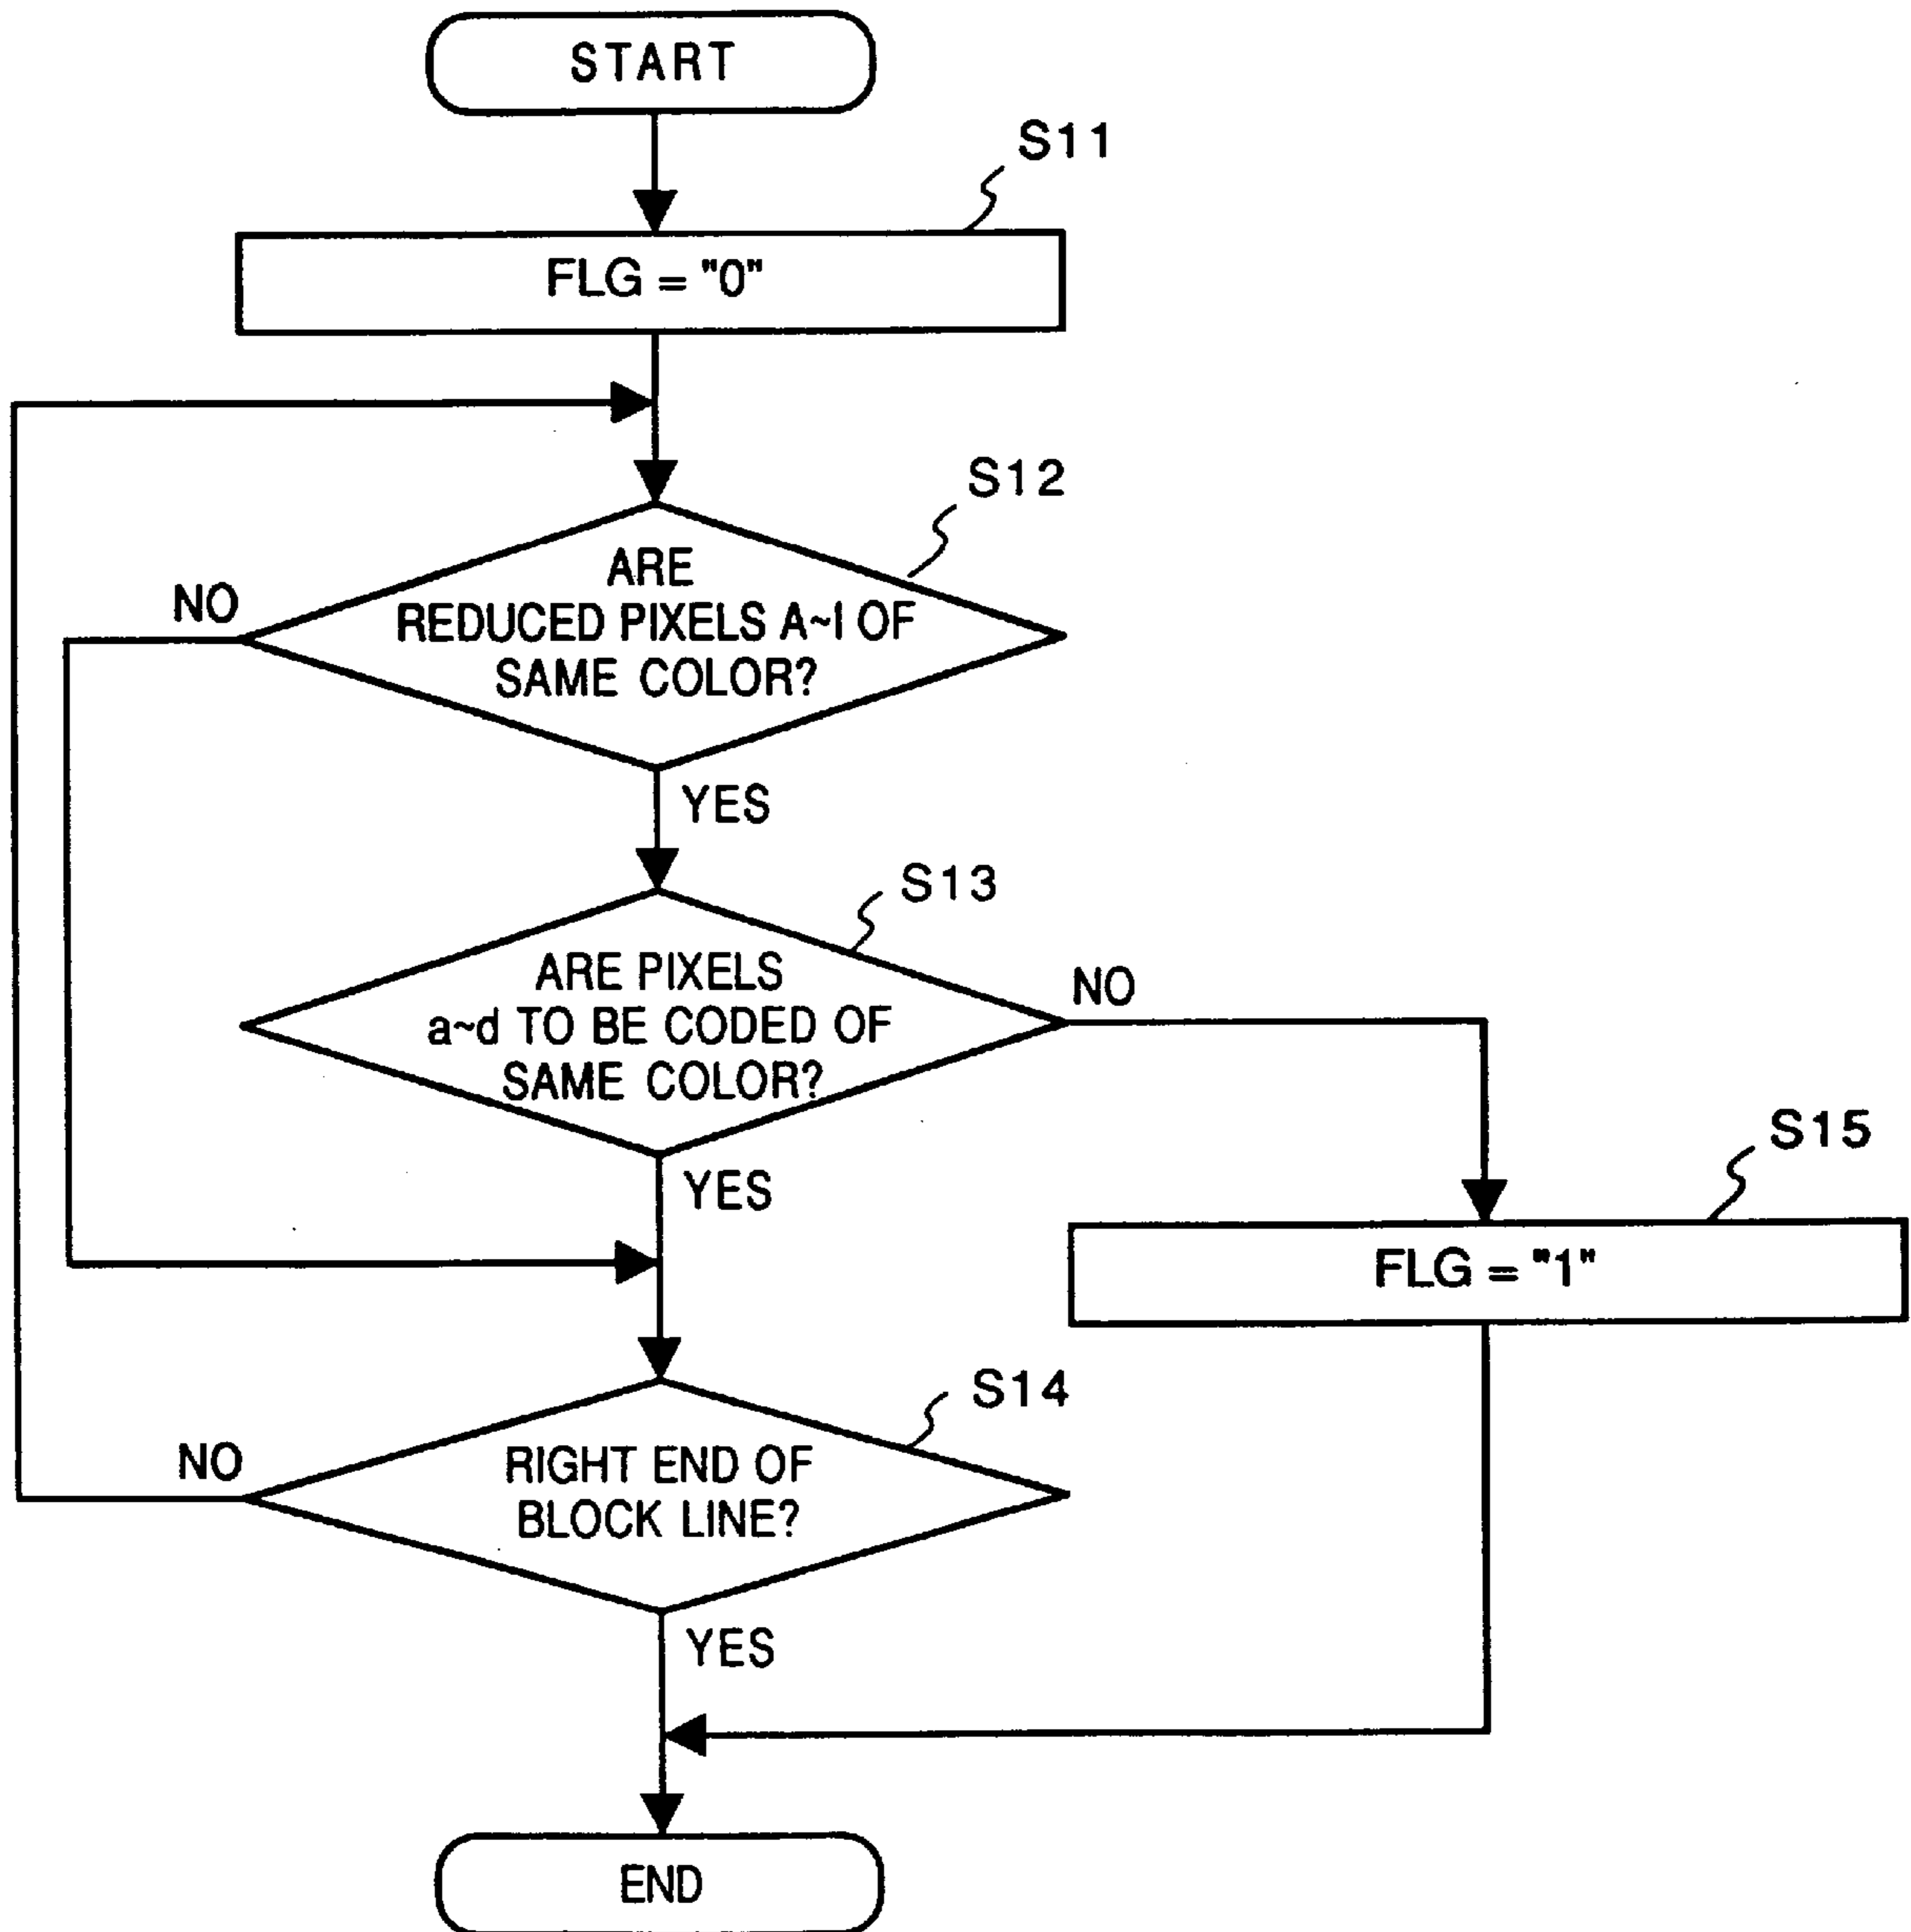 START
S11
FLG = "0"
S12
ARE
REDUCED PIXELS A~I OF
SAME COLOR?
NO
YES
S13
ARE PIXELS
a~d TO BE CODED OF
SAME COLOR?
NO
YES
S15
FLG = "1"
S14
RIGHT END OF
BLOCK LINE?
NO
YES
END